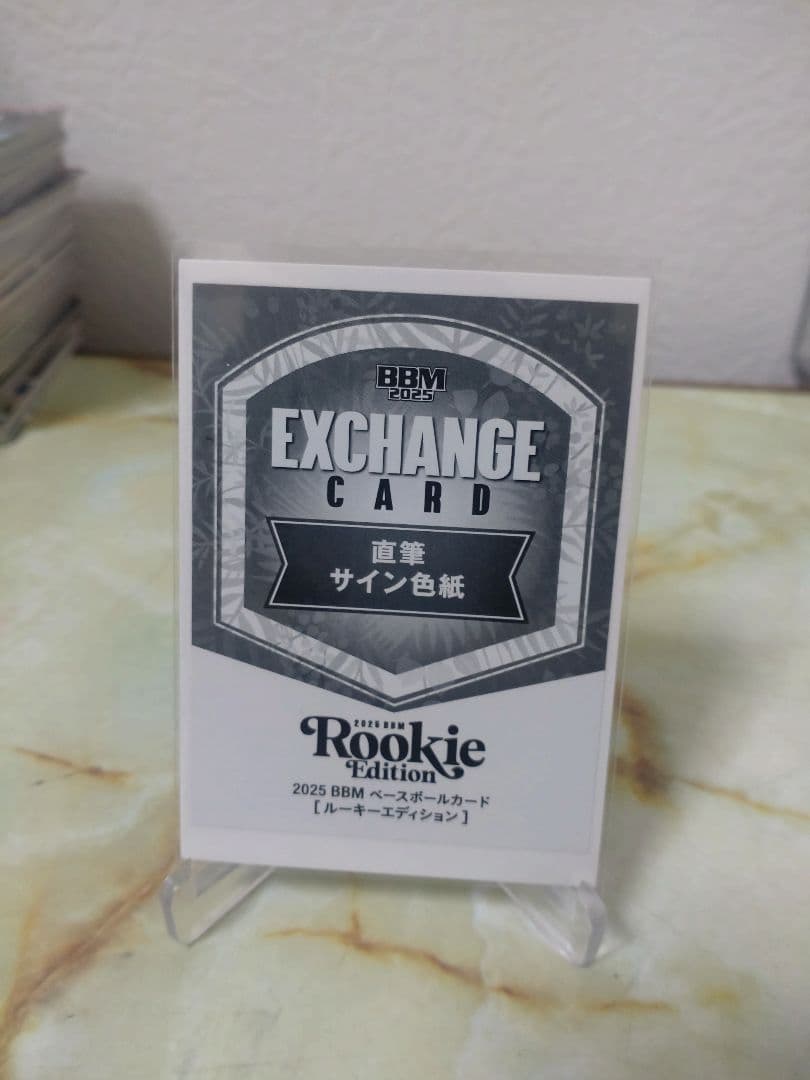 BBM
2025
EXCHANGE
CARD
直筆
サイン色紙
2025 BBM
Rookie
Edition
2025 BBM ベースボールカード
[ルーキーエディション]